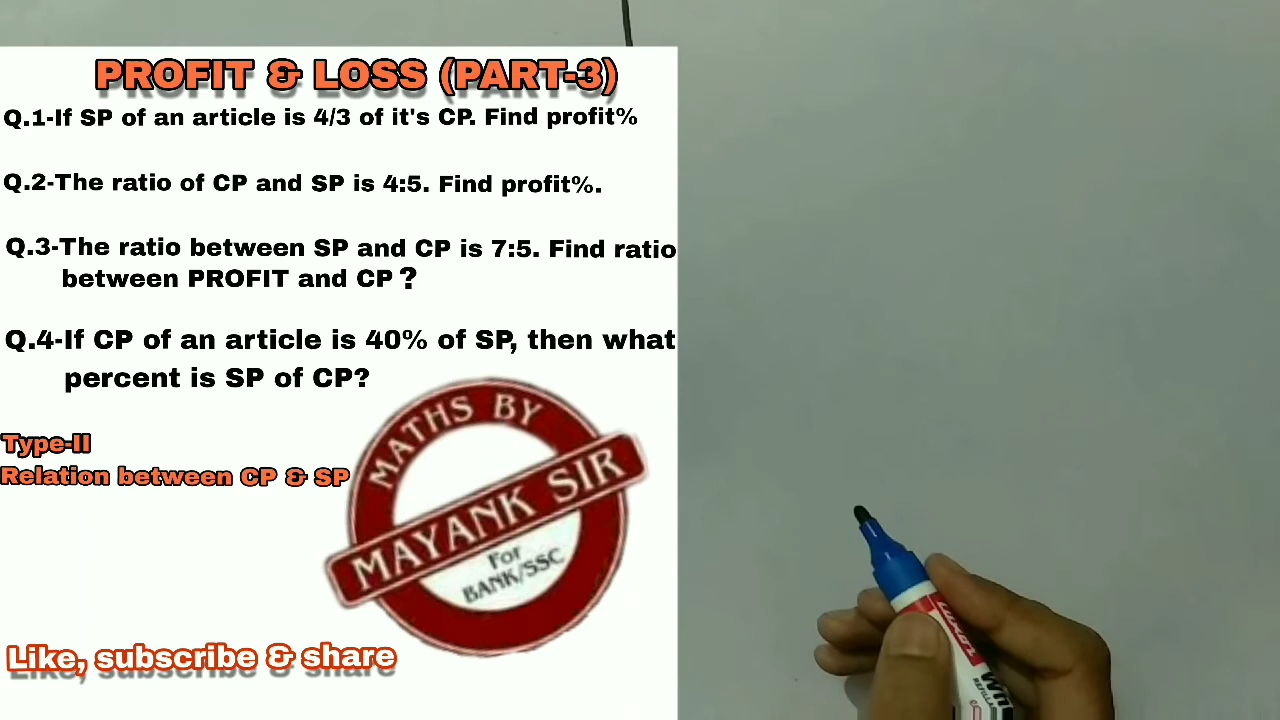 PROFIT & LOSS (PART-3)
Q.1-If SP of an article is 4/3 of it's CP. Find profit%
Q.2-The ratio of CP and SP is 4:5. Find profit%.
Q.3-The ratio between SP and CP is 7:5. Find ratio
between PROFIT and CP ?
Q.4-If CP of an article is 40% of SP, then what
percent is SP of CP?
Type-II
Relation between CP & SP
MATHS BY
MAYANK SIR
For
BANK/SSC
Like, subscribe & share